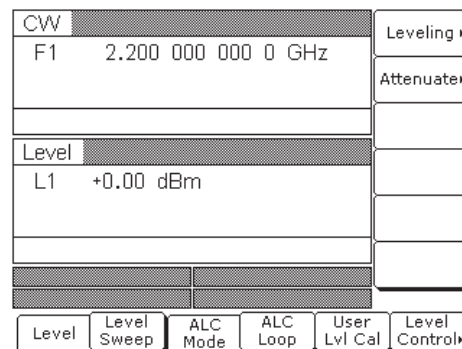 CW
F1 2.200 000 000 0 GHz
Level
L1 +0.00 dBm
Leveling
Attenuate
Level
Level Sweep
ALC Mode
ALC Loop
User Lvl Cal
Level Control